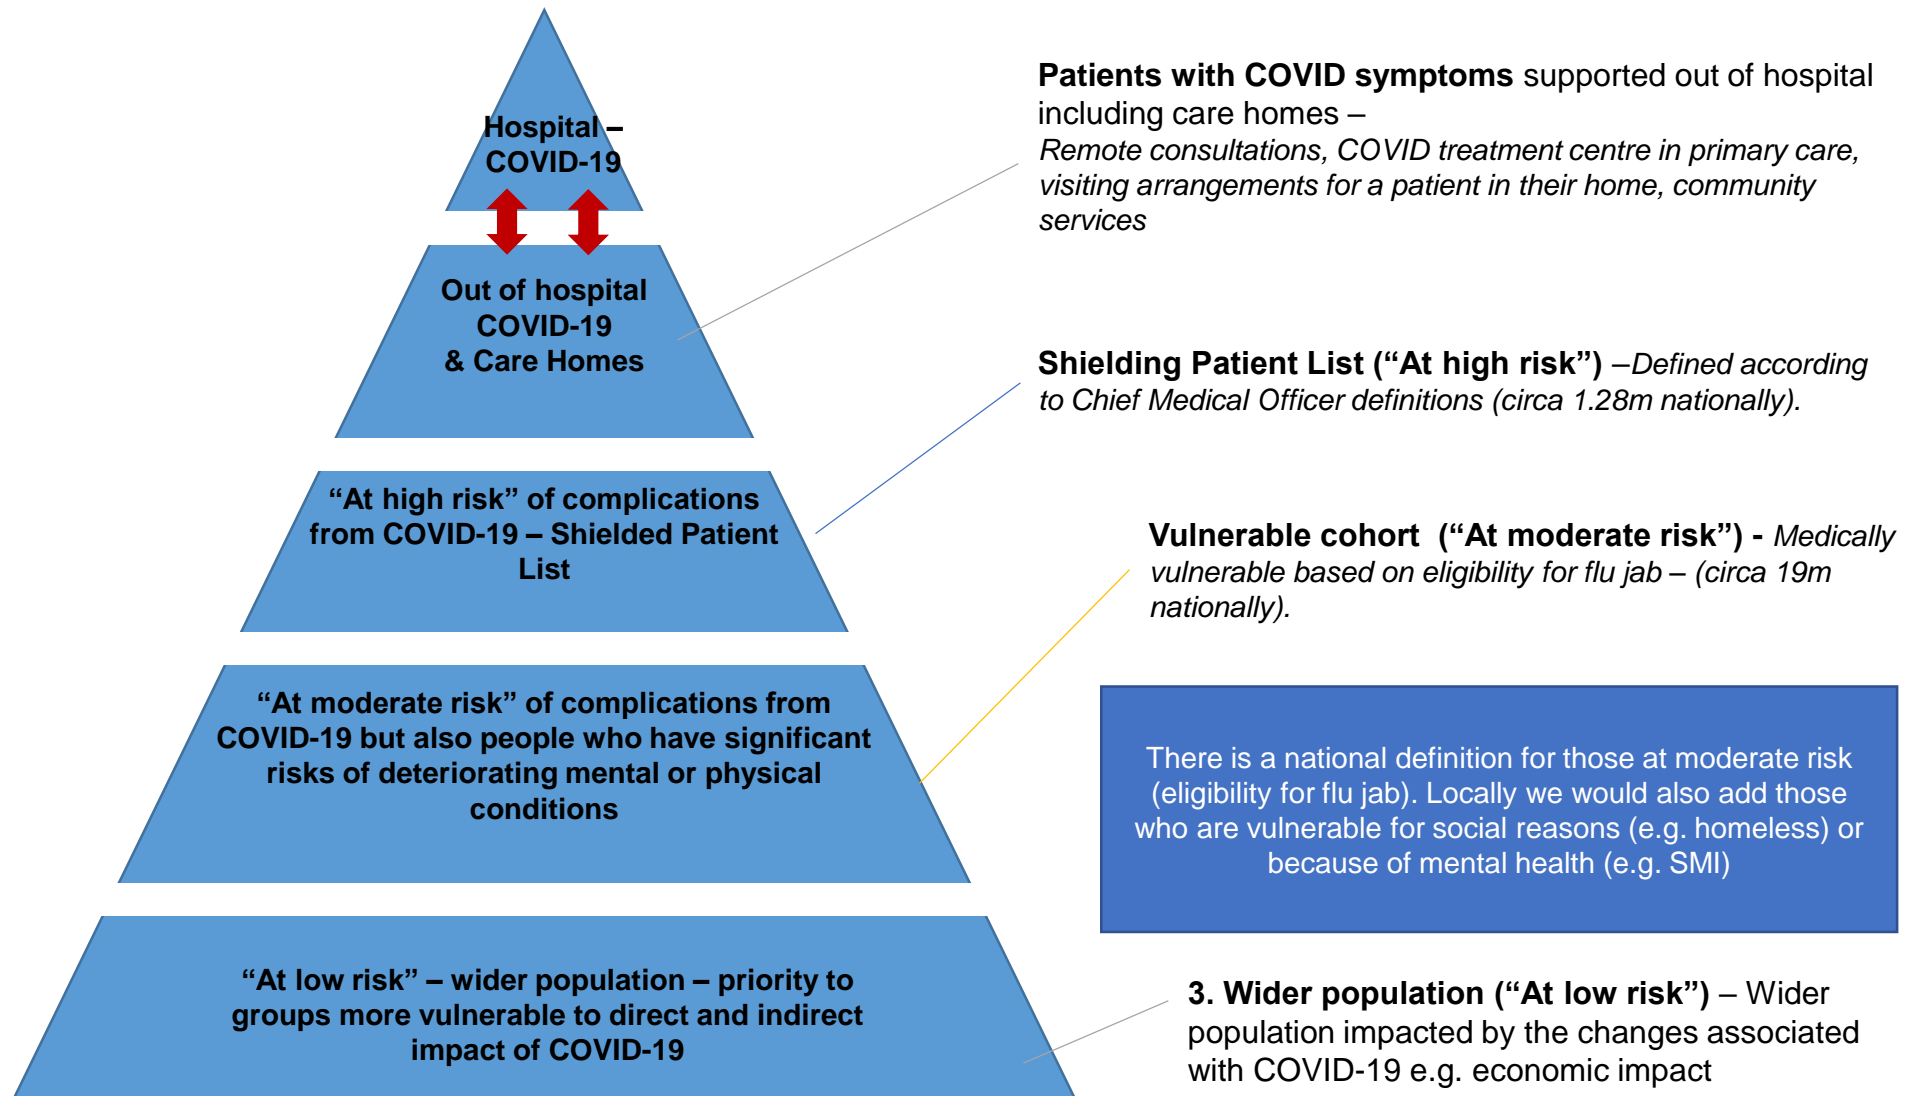 Hospital –
COVID-19
Out of hospital
COVID-19
& Care Homes
“At high risk” of complications
from COVID-19 – Shielded Patient
List
“At moderate risk” of complications from
COVID-19 but also people who have significant
risks of deteriorating mental or physical
conditions
“At low risk” – wider population – priority to
groups more vulnerable to direct and indirect
impact of COVID-19
Patients with COVID symptoms supported out of hospital
including care homes –
Remote consultations, COVID treatment centre in primary care,
visiting arrangements for a patient in their home, community
services
Shielding Patient List (“At high risk”) –Defined according
to Chief Medical Officer definitions (circa 1.28m nationally).
Vulnerable cohort (“At moderate risk”) - Medically
vulnerable based on eligibility for flu jab – (circa 19m
nationally).
There is a national definition for those at moderate risk
(eligibility for flu jab). Locally we would also add those
who are vulnerable for social reasons (e.g. homeless) or
because of mental health (e.g. SMI)
3. Wider population (“At low risk”) – Wider
population impacted by the changes associated
with COVID-19 e.g. economic impact